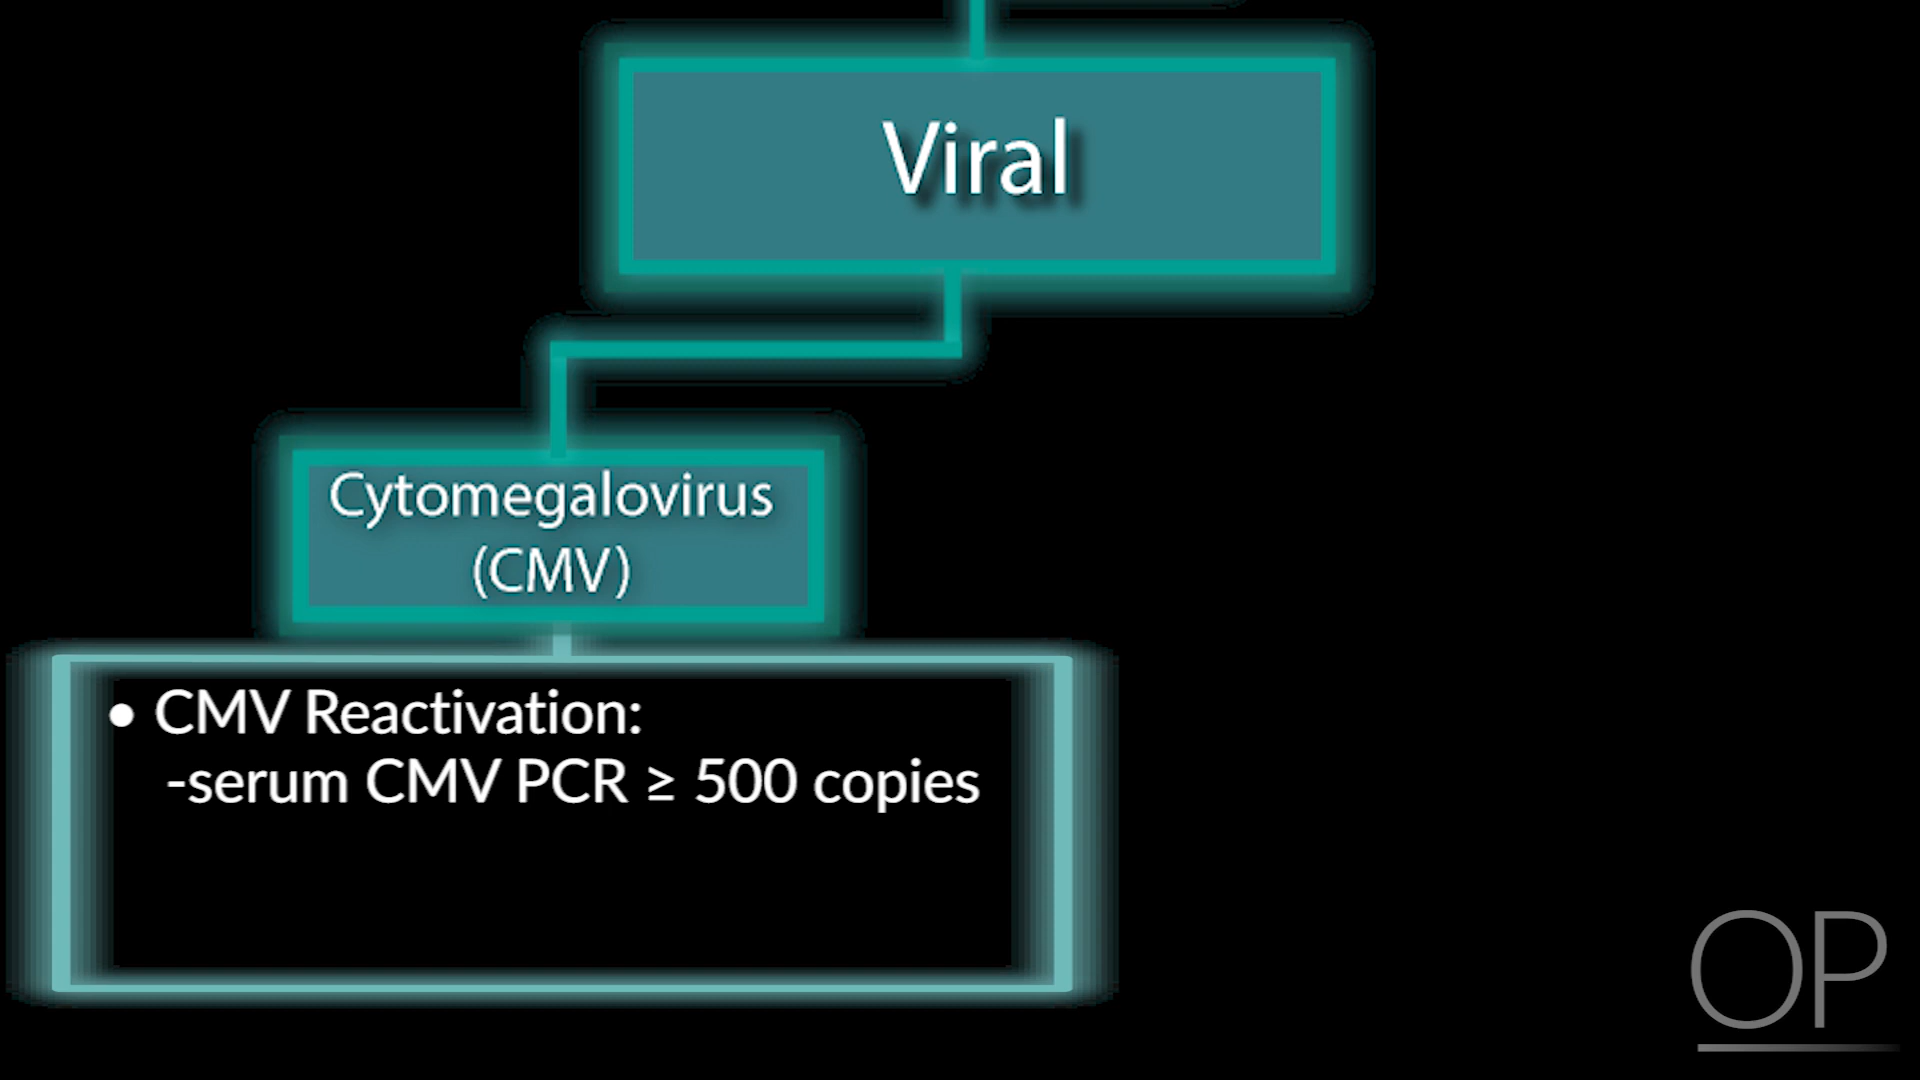 Viral
Cytomegalovirus
(CMV)
• CMV Reactivation:
-serum CMV PCR ≥ 500 copies
OP